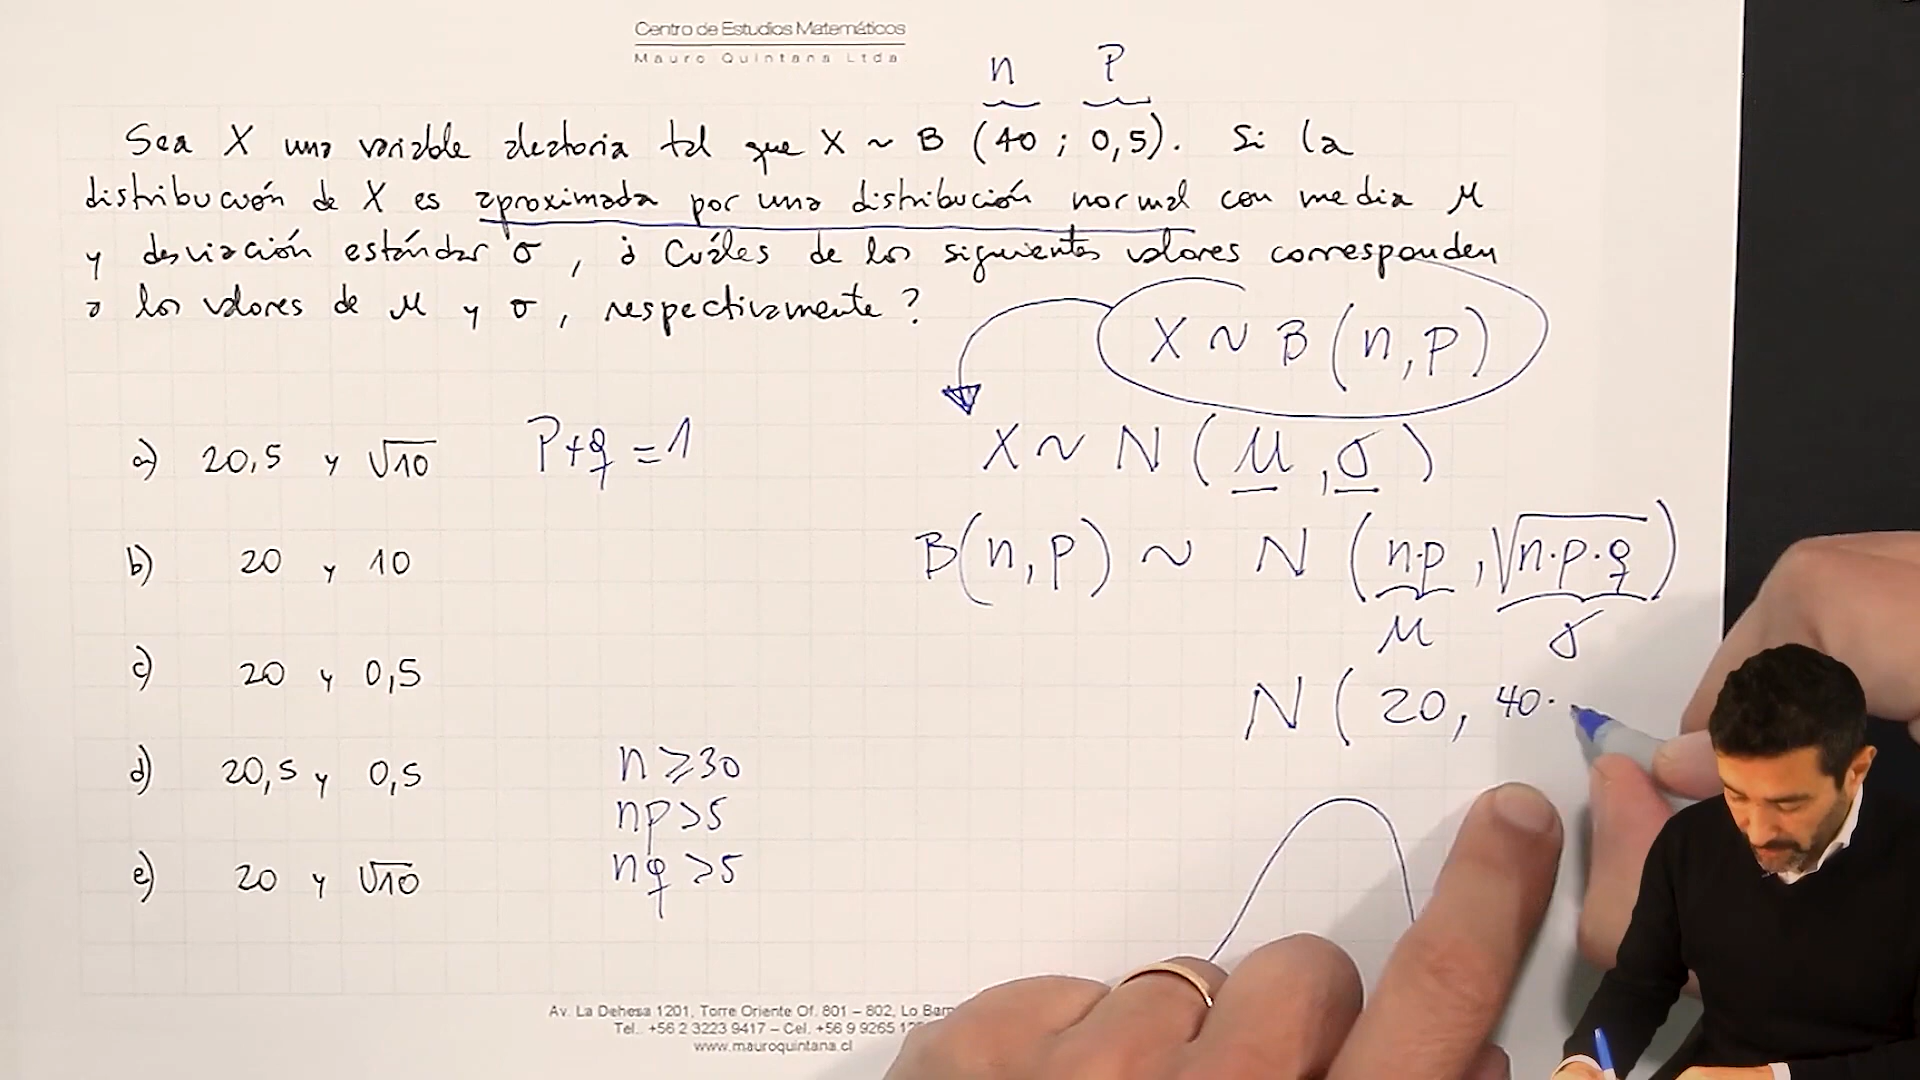 Centro de Estudios Matemáticos
Mauro Quintana Ltda
n P
Sea X una variable aleatoria tal que X ~ B (40 ; 0,5). Si la
distribución de X es aproximada por una distribución normal con media μ
y desviación estándar σ, ¿Cuáles de los siguientes valores corresponden
a los valores de μ y σ, respectivamente?
X ~ B (n, p)
a) 20,5 y √10
P+q = 1
X ~ N (μ, σ)
B(n, p) ~ N (n·p, √n·p·q)
μ σ
b) 20 y 10
c) 20 y 0,5
N ( 20, 40·
d) 20,5 y 0,5
n ≥ 30
np > 5
nq > 5
e) 20 y √10
Av. La Dehesa 1201, Torre Oriente Of. 801 – 802, Lo
Tel. +56 2 3223 9417 – Cel. +56 9 9265
www.mauroquintana.cl